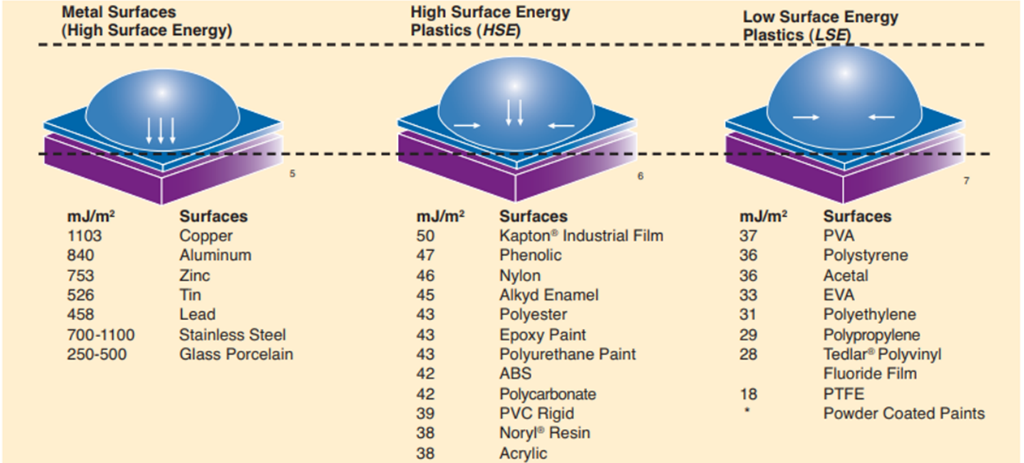 Metal Surfaces
(High Surface Energy)
5
mJ/m² Surfaces
1103 Copper
840 Aluminum
753 Zinc
526 Tin
458 Lead
700-1100 Stainless Steel
250-500 Glass Porcelain
High Surface Energy
Plastics (HSE)
6
mJ/m² Surfaces
50 Kapton® Industrial Film
47 Phenolic
46 Nylon
45 Alkyd Enamel
43 Polyester
43 Epoxy Paint
43 Polyurethane Paint
42 ABS
42 Polycarbonate
39 PVC Rigid
38 Noryl® Resin
38 Acrylic
Low Surface Energy
Plastics (LSE)
7
mJ/m² Surfaces
37 PVA
36 Polystyrene
36 Acetal
33 EVA
31 Polyethylene
29 Polypropylene
28 Tedlar® Polyvinyl
Fluoride Film
18 PTFE
* Powder Coated Paints